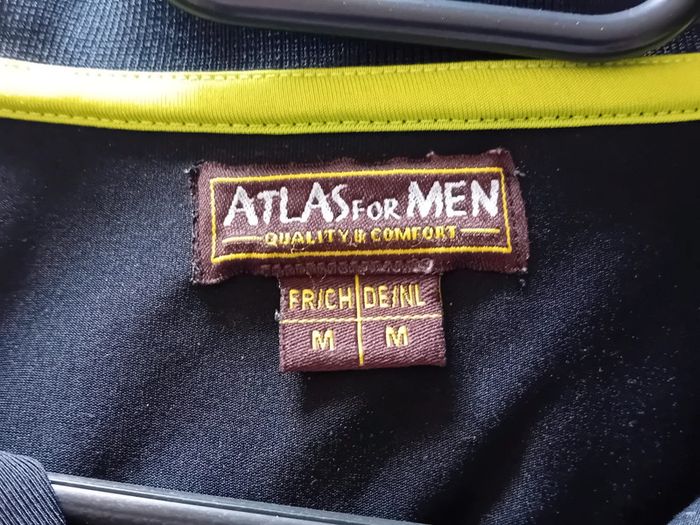 ATLAS FOR MEN
QUALITY & COMFORT
FR/CH DE/NL
M M